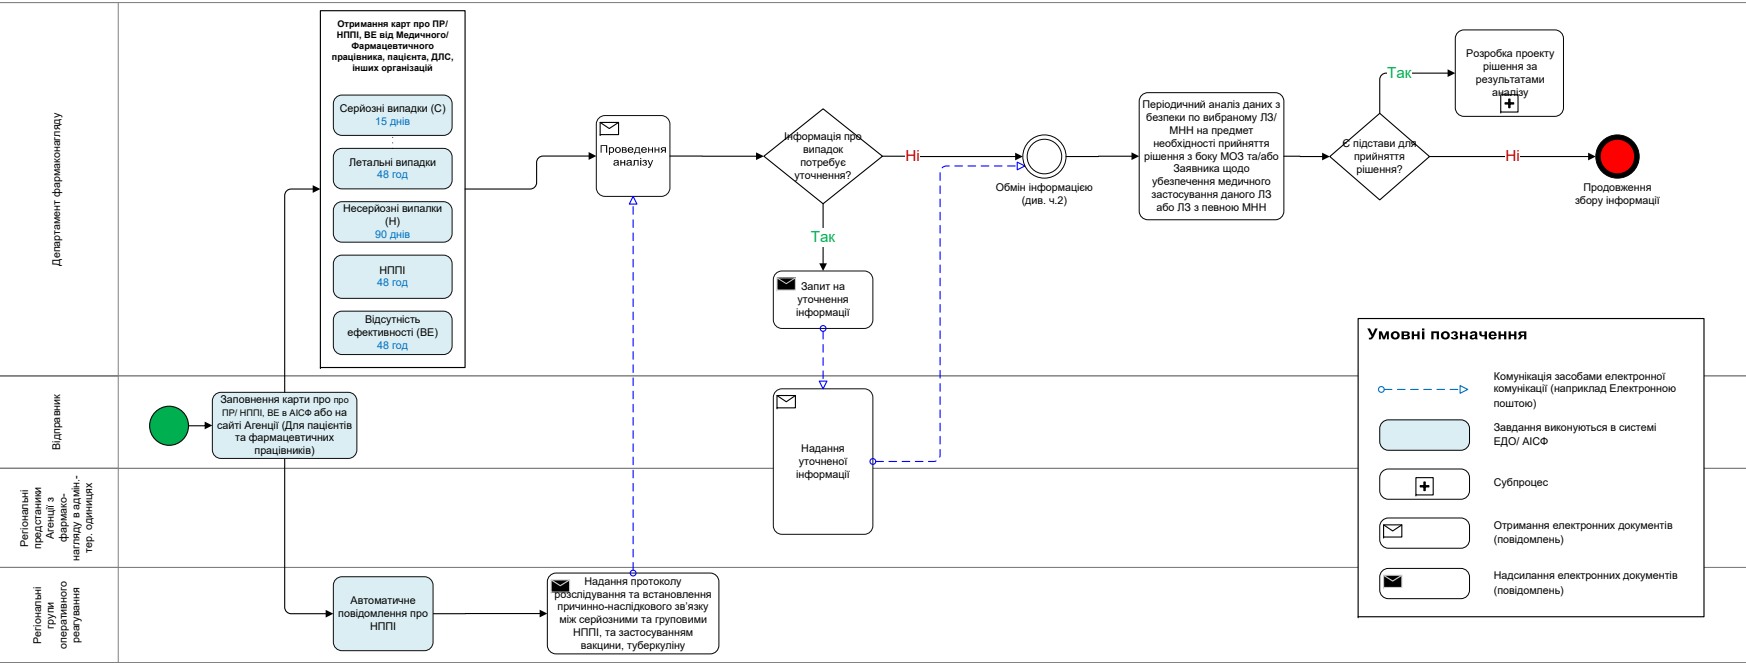 Департамент фармаконагляду
Отримання карт про ПР/
НППІ, ВЕ від Медичного/
Фармацевтичного
працівника, пацієнта, ДЛС,
інших організацій
Серйозні випадки (С)
15 днів
Летальні випадки
48 год
Несерйозні випалки
(Н)
90 днів
НППІ
48 год
Відсутність
ефективності (ВЕ)
48 год
Проведення
аналізу
Інформація про
випадок
потребує
уточнення?
Ні
Так
Запит на
уточнення
інформації
Обмін інформацією
(див. ч.2)
Періодичний аналіз даних з
безпеки по вибраному ЛЗ/
МНН на предмет
необхідності прийняття
рішення з боку МОЗ та/або
Заявника щодо
убезпечення медичного
застосування даного ЛЗ
або ЛЗ з певною МНН
Є підстави для
прийняття
рішення?
Так
Розробка проекту
рішення за
результатами
аналізу
Ні
Продовження
збору інформації
Відправник
Заповнення карти про про
ПР/ НППІ, ВЕ в АІСФ або на
сайті Агенції (Для пацієнтів
та фармацевтичних
працівників)
Надання
уточненої
інформації
Регіональні
предстаники
Агенції з
фармако-
нагляду в адмін.-
тер. одиницях
Регіональні
групи
оперативного
реагування
Автоматичне
повідомлення про
НППІ
Надання протоколу
розслідування та встановлення
причинно-наслідкового зв’язку
між серйозними та груповими
НППІ, та застосуванням
вакцини, туберкуліну
Умовні позначення
Комунікація засобами електронної
комунікації (наприклад Електронною
поштою)
Завдання виконуються в системі
ЕДО/ АІСФ
Субпроцес
Отримання електронних документів
(повідомлень)
Надсилання електронних документів
(повідомлень)